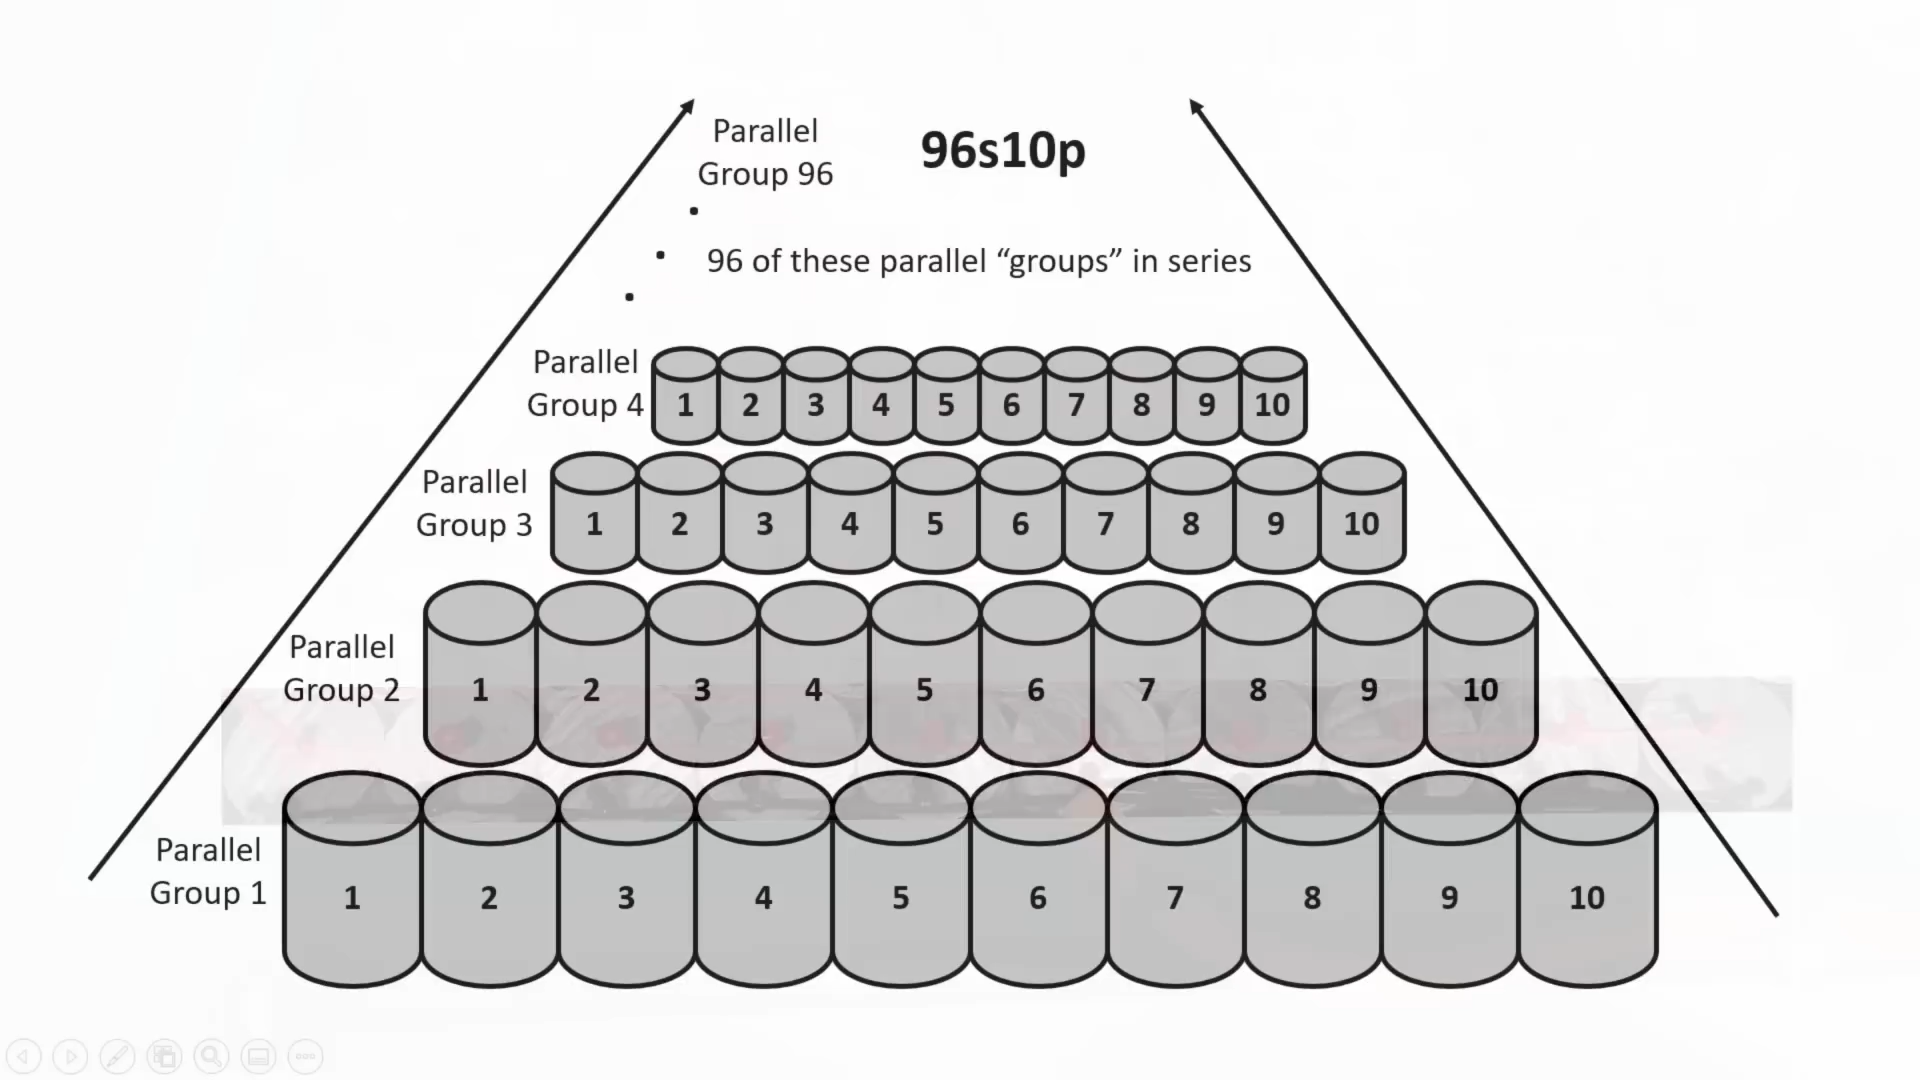 Parallel
Group 96
96s10p
96 of these parallel “groups” in series
Parallel
Group 4
1 2 3 4 5 6 7 8 9 10
Parallel
Group 3
1 2 3 4 5 6 7 8 9 10
Parallel
Group 2
1 2 3 4 5 6 7 8 9 10
Parallel
Group 1
1 2 3 4 5 6 7 8 9 10